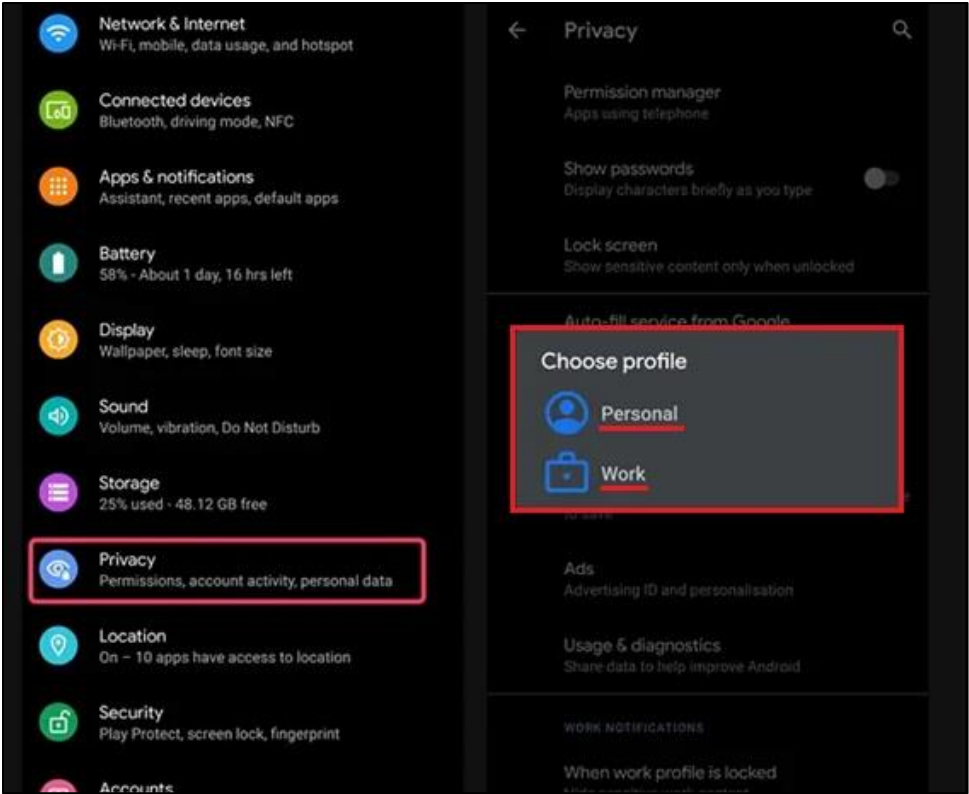 Network & Internet
Wi-Fi, mobile, data usage, and hotspot
Connected devices
Bluetooth, driving mode, NFC
Apps & notifications
Assistant, recent apps, default apps
Battery
58% - About 1 day, 16 hrs left
Display
Wallpaper, sleep, font size
Sound
Volume, vibration, Do Not Disturb
Storage
25% used - 48.12 GB free
Privacy
Permissions, account activity, personal data
Location
On – 10 apps have access to location
Security
Play Protect, screen lock, fingerprint
Accounts
Privacy
Permission manager
Apps using telephone
Show passwords
Display characters briefly as you type
Lock screen
Show sensitive content only when unlocked
Auto-fill service from Google
Choose profile
Personal
Work
to save
Ads
Advertising ID and personalisation
Usage & diagnostics
Share data to help improve Android
WORK NOTIFICATIONS
When work profile is locked
Hide sensitive work content